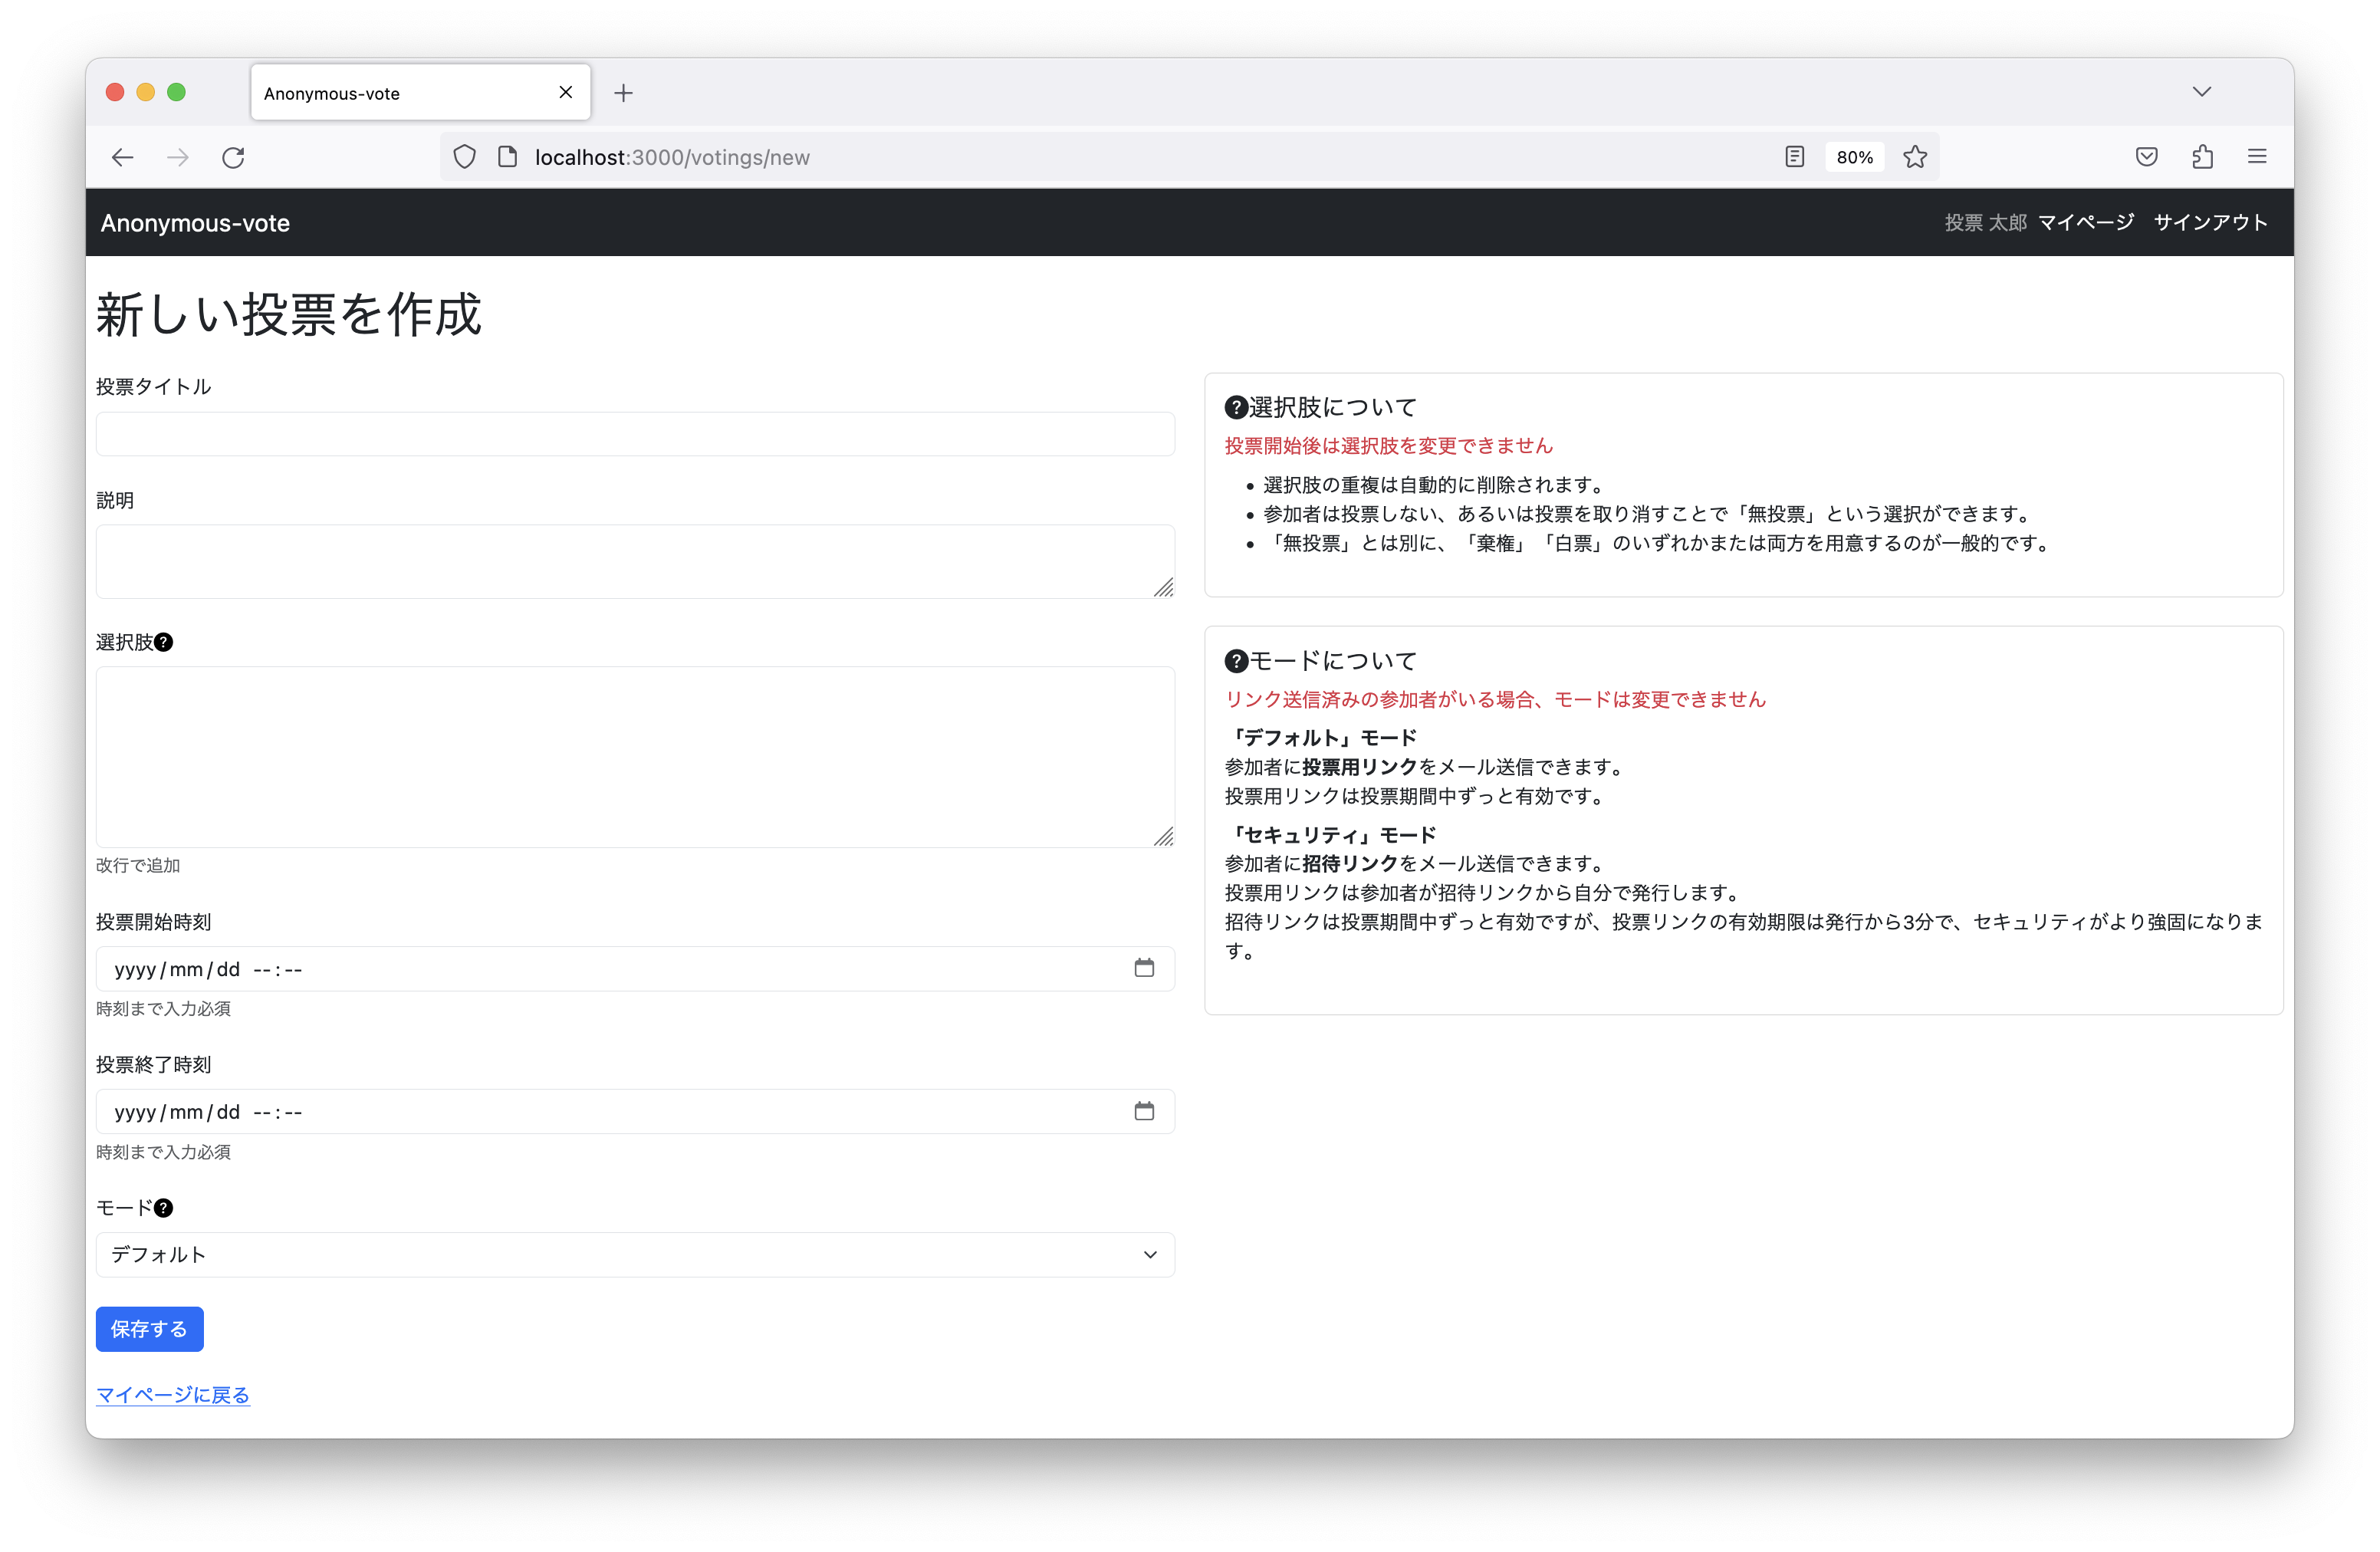 Anonymous-vote
localhost:3000/votings/new
80%
Anonymous-vote
投票 太郎 マイページ サインアウト
新しい投票を作成
投票タイトル
説明
選択肢?
改行で追加
投票開始時刻
yyyy/mm/dd --:--
時刻まで入力必須
投票終了時刻
yyyy/mm/dd --:--
時刻まで入力必須
モード?
デフォルト
保存する
マイページに戻る
?選択肢について
投票開始後は選択肢を変更できません
• 選択肢の重複は自動的に削除されます。
• 参加者は投票しない、あるいは投票を取り消すことで「無投票」という選択ができます。
• 「無投票」とは別に、「棄権」「白票」のいずれかまたは両方を用意するのが一般的です。
?モードについて
リンク送信済みの参加者がいる場合、モードは変更できません
「デフォルト」モード
参加者に投票用リンクをメール送信できます。
投票用リンクは投票期間中ずっと有効です。
「セキュリティ」モード
参加者に招待リンクをメール送信できます。
投票用リンクは参加者が招待リンクから自分で発行します。
招待リンクは投票期間中ずっと有効ですが、投票リンクの有効期限は発行から3分で、セキュリティがより強固になりま
す。